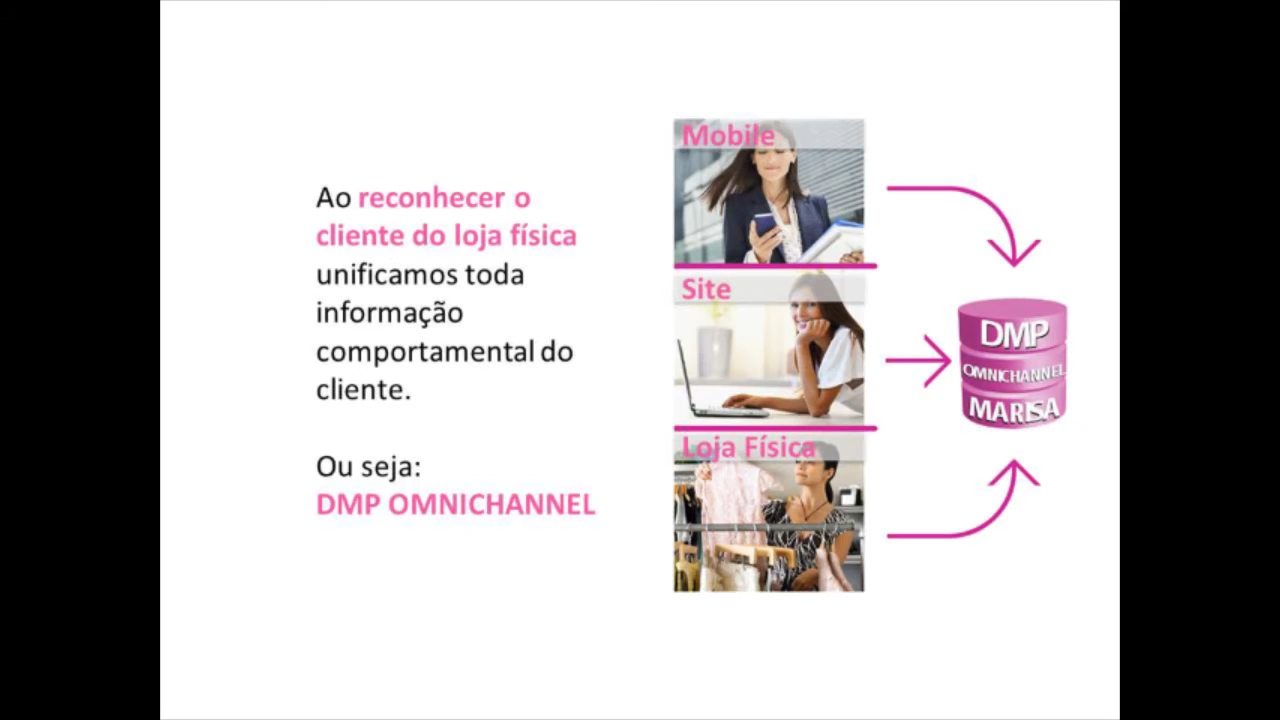 Ao reconhecer o
cliente do loja física
unificamos toda
informação
comportamental do
cliente.
Ou seja:
DMP OMNICHANNEL
Mobile
Site
Loja Física
DMP
OMNICHANNEL
MARISA